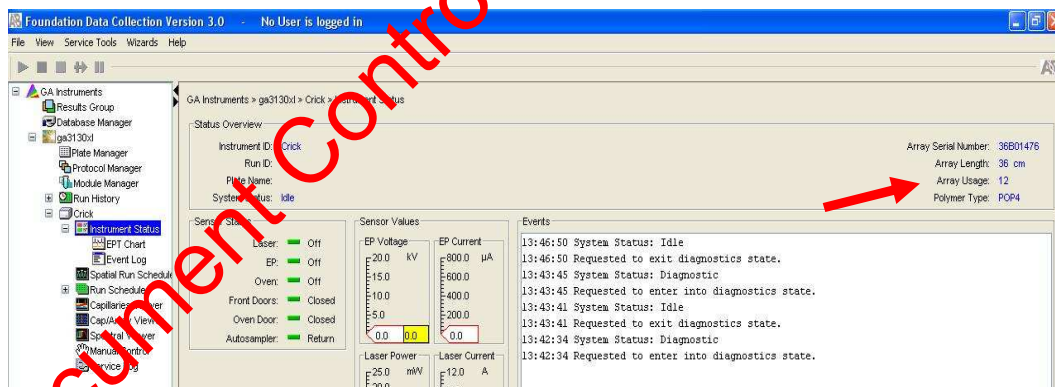 Foundation Data Collection Version 3.0 - No User is logged in
File View Service Tools Wizards Help
GA Instruments
Results Group
Database Manager
ga3130xl
Plate Manager
Protocol Manager
Module Manager
Run History
Crick
Instrument Status
EPT Chart
Event Log
Spatial Run Schedule
Run Schedule
Capillaries
Cap/Array
Manual
GA Instruments > ga3130xl > Crick > Status
Status Overview
Instrument ID: Crick
Run ID:
Plate Name:
System Status: Idle
Array Serial Number: 36B01476
Array Length: 36 cm
Array Usage: 12
Polymer Type: POP4
Laser: Off
EP: Off
Oven: Off
Front Doors: Closed
Oven Door: Closed
Autosampler: Return
Sensor Values
EP Voltage
20.0 kV
15.0
10.0
5.0
0.0 0.0
EP Current
800.0 µA
600.0
400.0
200.0
0.0
Laser Power
25.0 mW
Laser Current
12.0 A
Events
13:46:50 System Status: Idle
13:46:50 Requested to exit diagnostics state.
13:43:45 System Status: Diagnostic
13:43:45 Requested to enter into diagnostics state.
13:43:41 System Status: Idle
13:43:41 Requested to exit diagnostics state.
13:42:34 System Status: Diagnostic
13:42:34 Requested to enter into diagnostics state.
cument Contro